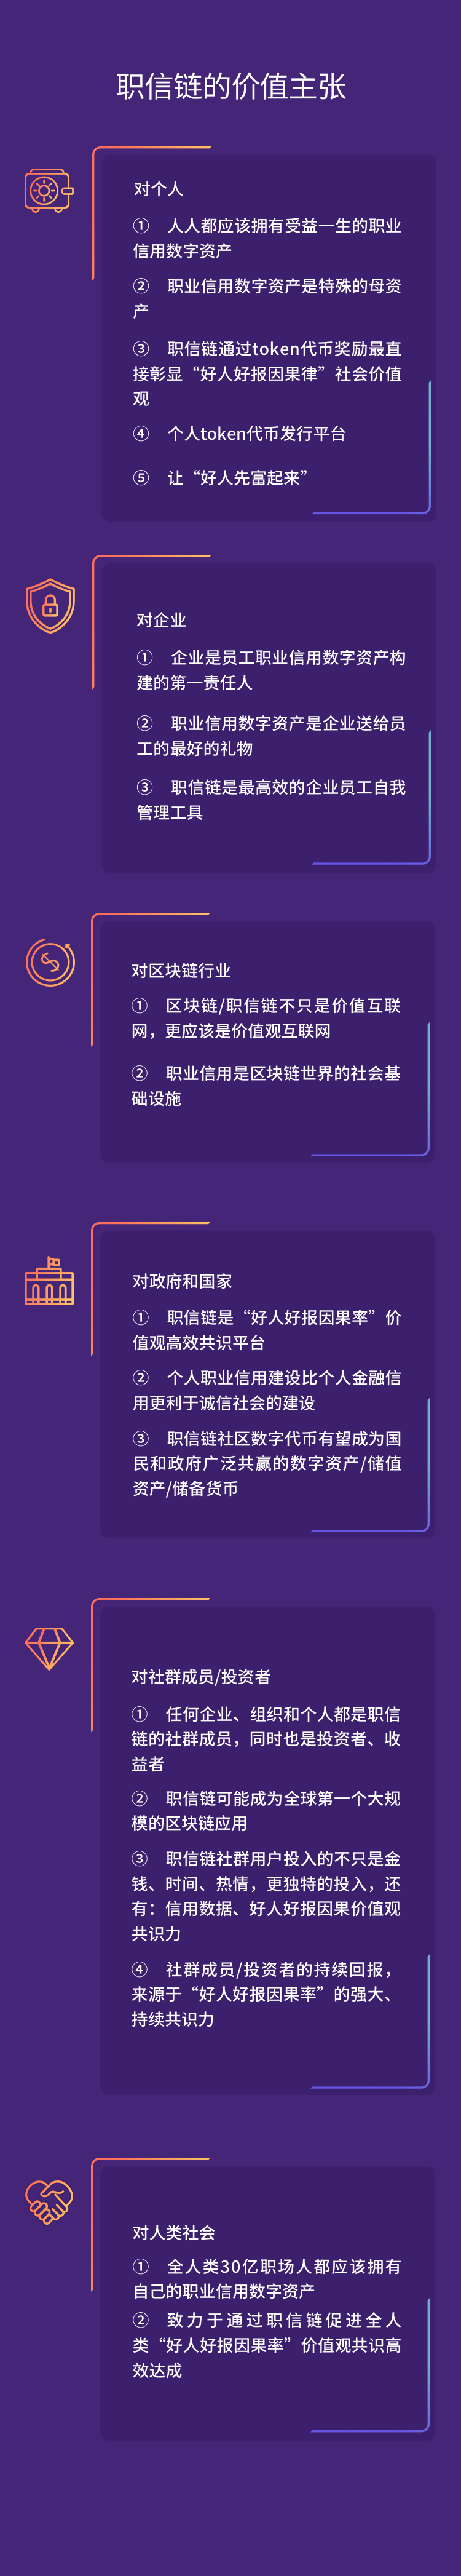 职信链的价值主张
对个人
① 人人都应该拥有受益一生的职业
信用数字资产
② 职业信用数字资产是特殊的母资
产
③ 职信链通过token代币奖励最直
接彰显“好人好报因果律”社会价值
观
④ 个人token代币发行平台
⑤ 让“好人先富起来”
对企业
① 企业是员工职业信用数字资产构
建的第一责任人
② 职业信用数字资产是企业送给员
工的最好的礼物
③ 职信链是最高效的企业员工自我
管理工具
对区块链行业
① 区块链/职信链不只是价值互联
网，更应该是价值观互联网
② 职业信用是区块链世界的社会基
础设施
对政府和国家
① 职信链是“好人好报因果率”价
值观高效共识平台
② 个人职业信用建设比个人金融信
用更利于诚信社会的建设
③ 职信链社区数字代币有望成为国
民和政府广泛共赢的数字资产/储值
资产/储备货币
对社群成员/投资者
① 任何企业、组织和个人都是职信
链的社群成员，同时也是投资者、收
益者
② 职信链可能成为全球第一个大规
模的区块链应用
③ 职信链社群用户投入的不只是金
钱、时间、热情，更独特的投入，还
有：信用数据、好人好报因果价值观
共识力
④ 社群成员/投资者的持续回报，
来源于“好人好报因果率”的强大、
持续共识力
对人类社会
① 全人类30亿职场人都应该拥有
自己的职业信用数字资产
② 致力于通过职信链促进全人
类“好人好报因果率”价值观共识高
效达成